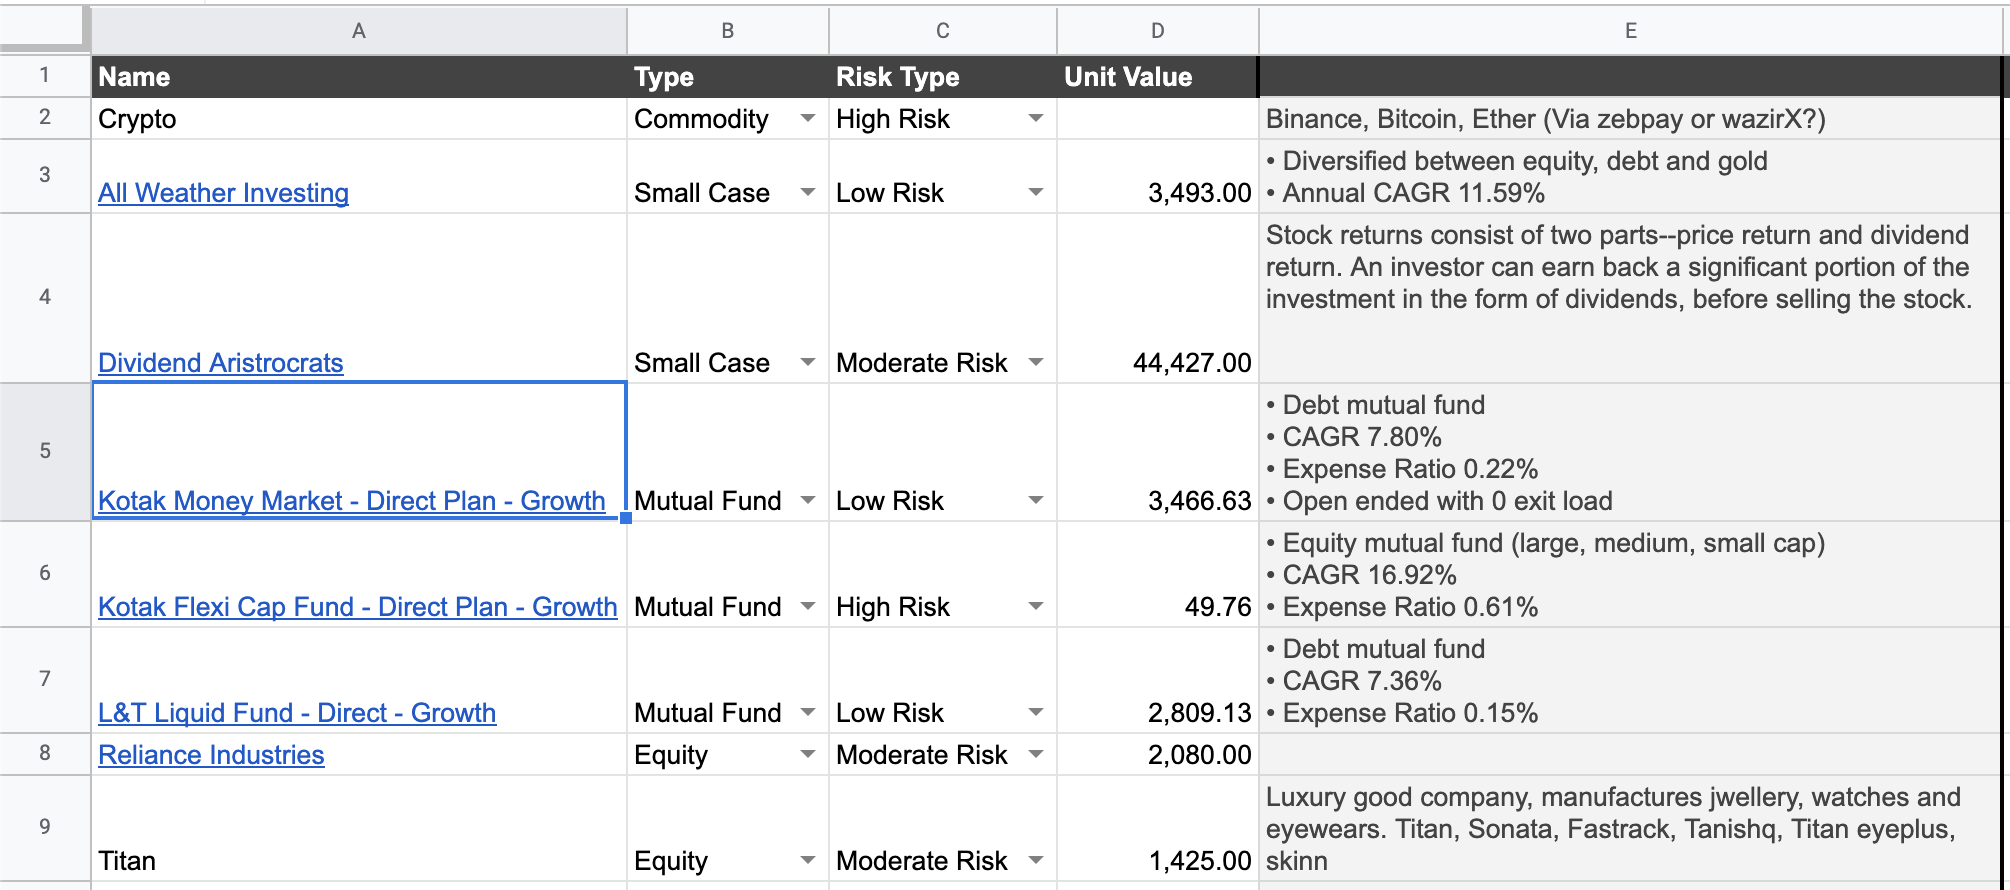 A B C D E
1 Name Type Risk Type Unit Value
2 Crypto Commodity High Risk Binance, Bitcoin, Ether (Via zebpay or wazirX?)
3 All Weather Investing Small Case Low Risk 3,493.00 • Diversified between equity, debt and gold
• Annual CAGR 11.59%
4 Dividend Aristrocrats Small Case Moderate Risk 44,427.00 Stock returns consist of two parts--price return and dividend
return. An investor can earn back a significant portion of the
investment in the form of dividends, before selling the stock.
5 Kotak Money Market - Direct Plan - Growth Mutual Fund Low Risk 3,466.63 • Debt mutual fund
• CAGR 7.80%
• Expense Ratio 0.22%
• Open ended with 0 exit load
6 Kotak Flexi Cap Fund - Direct Plan - Growth Mutual Fund High Risk 49.76 • Equity mutual fund (large, medium, small cap)
• CAGR 16.92%
• Expense Ratio 0.61%
7 L&T Liquid Fund - Direct - Growth Mutual Fund Low Risk 2,809.13 • Debt mutual fund
• CAGR 7.36%
• Expense Ratio 0.15%
8 Reliance Industries Equity Moderate Risk 2,080.00
9 Titan Equity Moderate Risk 1,425.00 Luxury good company, manufactures jwellery, watches and
eyewears. Titan, Sonata, Fastrack, Tanishq, Titan eyeplus,
skinn